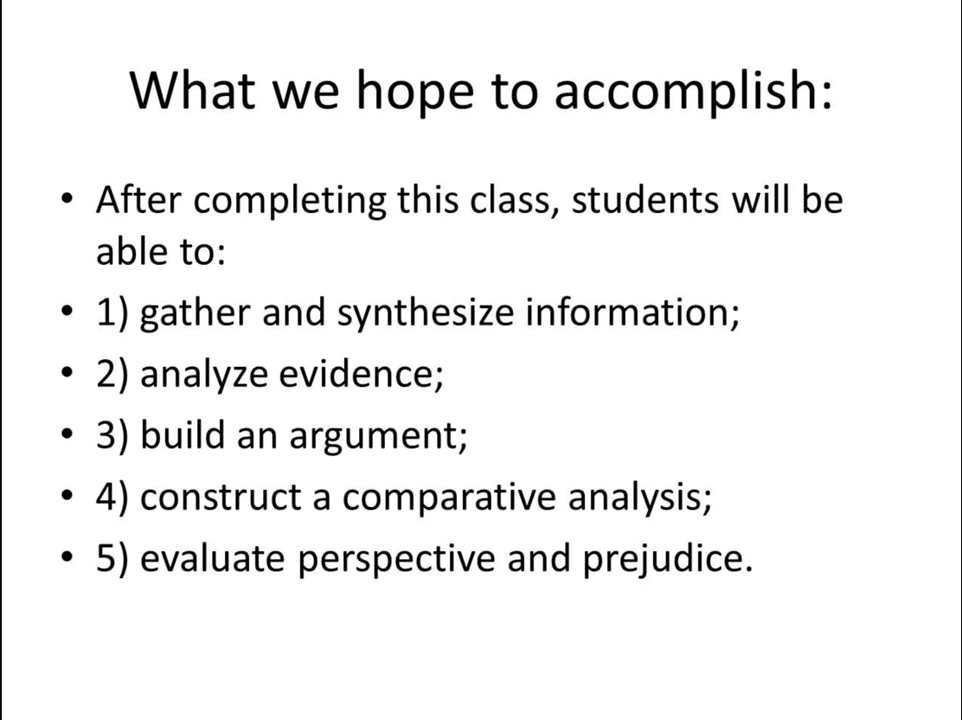 What we hope to accomplish:
• After completing this class, students will be
able to:
• 1) gather and synthesize information;
• 2) analyze evidence;
• 3) build an argument;
• 4) construct a comparative analysis;
• 5) evaluate perspective and prejudice.